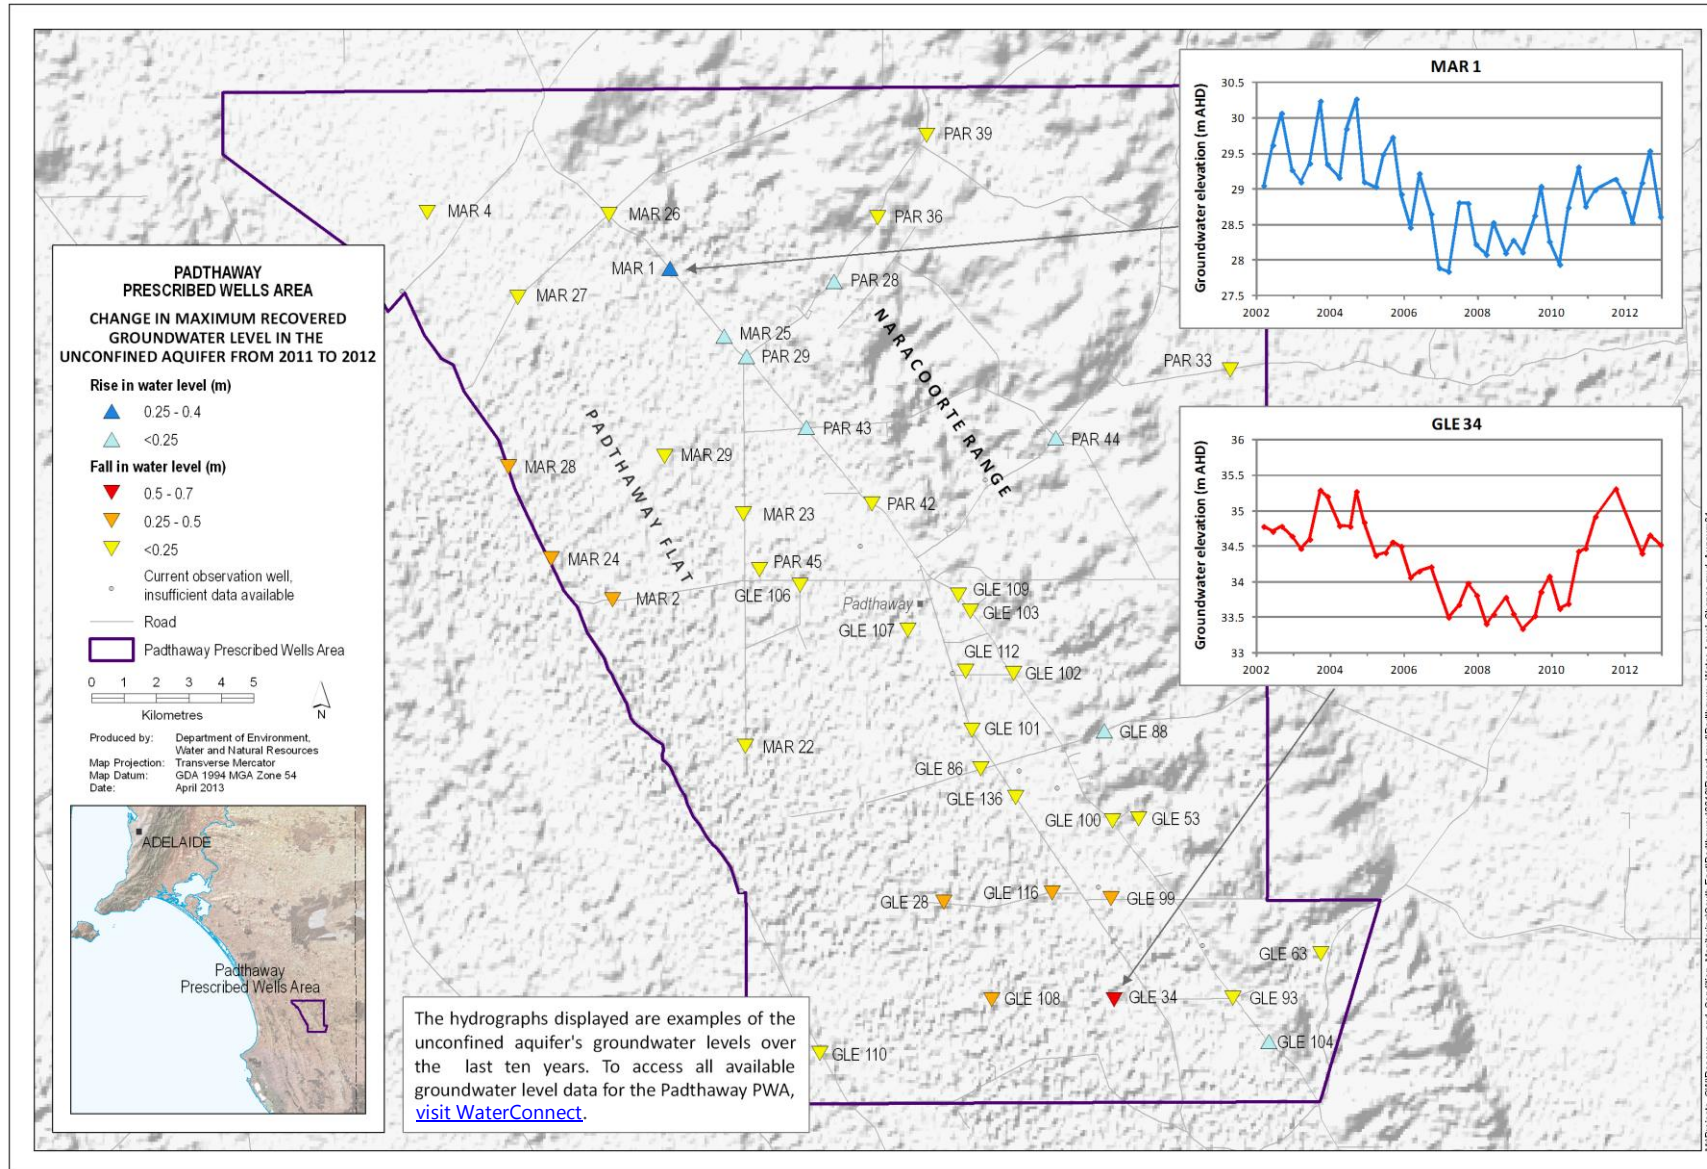 PADTHAWAY
PRESCRIBED WELLS AREA
CHANGE IN MAXIMUM RECOVERED
GROUNDWATER LEVEL IN THE
UNCONFINED AQUIFER FROM 2011 TO 2012
Rise in water level (m)
0.25 - 0.4
<0.25
Fall in water level (m)
0.5 - 0.7
0.25 - 0.5
<0.25
Current observation well,
insufficient data available
Road
Padthaway Prescribed Wells Area
0 1 2 3 4 5
Kilometres
N
Produced by: Department of Environment,
Water and Natural Resources
Map Projection: Transverse Mercator
Map Datum: GDA 1994 MGA Zone 54
Date: April 2013
ADELAIDE
Padthaway
Prescribed Wells Area
PAR 39
MAR 4
MAR 26
PAR 36
MAR 1
PAR 28
MAR 27
MAR 25
PAR 29
NARACOORTE RANGE
PAR 33
PADTHAWAY FLAT
PAR 43
PAR 44
MAR 29
MAR 28
PAR 42
MAR 23
MAR 24
PAR 45
GLE 106
MAR 2
GLE 109
Padthaway
GLE 103
GLE 107
GLE 112
GLE 102
GLE 101
GLE 88
MAR 22
GLE 86
GLE 136
GLE 100
GLE 53
GLE 116
GLE 28
GLE 99
GLE 63
GLE 108
GLE 34
GLE 93
GLE 104
GLE 110
MAR 1
Groundwater elevation (m AHD)
30.5
30
29.5
29
28.5
28
27.5
2002 2004 2006 2008 2010 2012
GLE 34
Groundwater elevation (m AHD)
36
35.5
35
34.5
34
33.5
33
2002 2004 2006 2008 2010 2012
The hydrographs displayed are examples of the
unconfined aquifer's groundwater levels over
the last ten years. To access all available
groundwater level data for the Padthaway PWA,
visit WaterConnect.